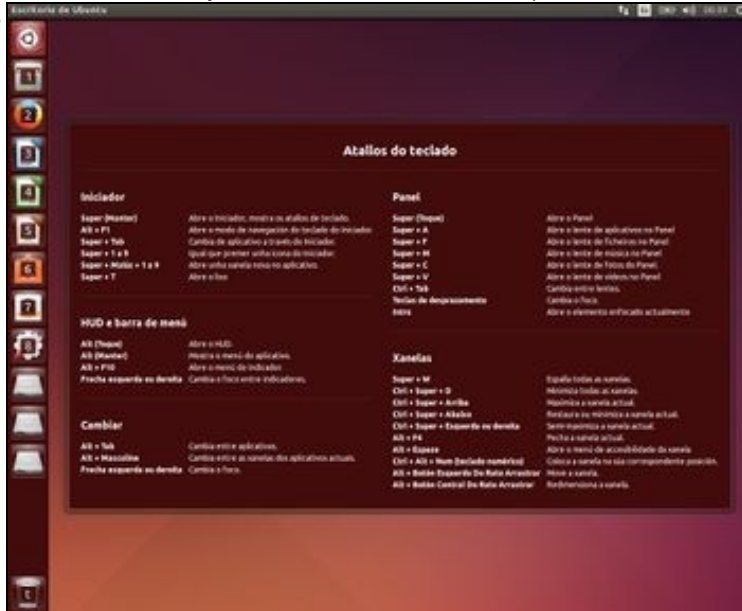 Escritorio de Ubuntu
Atallos do teclado
Iniciador
Super (Manter) Abre o Iniciador, mostra os atallos de teclado.
Alt + F1 Abre o modo de navegación do teclado do Iniciador.
Super + Tab Cambia de aplicativo a través do Iniciador.
Super + 1 a 9 Igual que premer unha icona do Iniciador.
Super + Maiús + 1 a 9 Abre unha xanela nova no aplicativo.
Super + T Abre o lixo
HUD e barra de menú
Alt (Toque) Abre o HUD.
Alt (Manter) Mostra o menú do aplicativo.
Alt + F10 Abre o menú do indicador
Frecha esquerda ou dereita Cambia o foco entre indicadores.
Cambiar
Alt + Tab Cambia entre aplicativos.
Alt + Masculine Cambia entre as xanelas dos aplicativos actuais.
Frecha esquerda ou dereita Cambia o foco.
Panel
Super (Toque) Abre o Panel
Super + A Abre o lente de aplicativos no Panel
Super + F Abre o lente de ficheiros no Panel
Super + M Abre o lente de música no Panel
Super + C Abre o lente de fotos do Panel
Super + V Abre o lente de vídeos no Panel
Ctrl + Tab Cambia entre lentes.
Teclas de desprazamento Cambia o foco.
Intro Abre o elemento enfocado actualmente
Xanelas
Super + W Espalla todas as xanelas.
Ctrl + Super + D Minimiza todas as xanelas.
Ctrl + Super + Arriba Maximiza a xanela actual.
Ctrl + Super + Abaixo Restaura ou minimiza a xanela actual.
Ctrl + Super + Esquerda ou dereita Semi-maximiza a xanela actual.
Alt + F4 Pecha a xanela actual.
Alt + Espazo Abre o menú de accesibilidade da xanela
Ctrl + Alt + Num (teclado numérico) Coloca a xanela na súa correspondente posición.
Alt + Botón Esquerdo Do Rato Arrastrar Move a xanela.
Alt + Botón Central Do Rato Arrastrar Redimensiona a xanela.
1
2
3
4
5
6
7
8
t